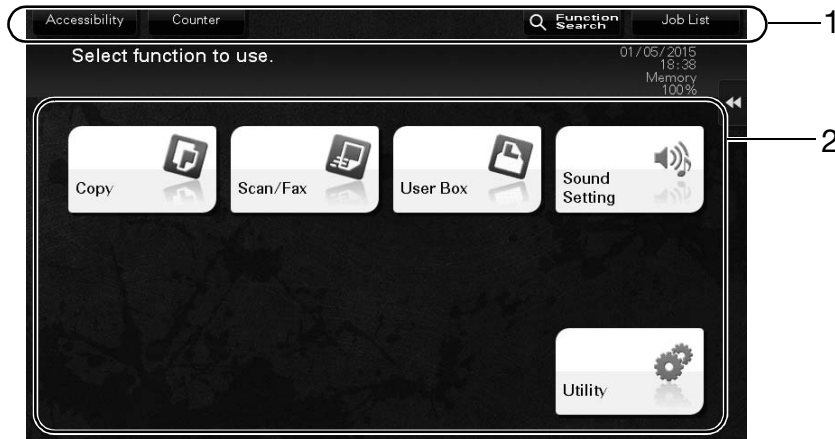 Accessibility
Counter
Function
Search
Job List
1
Select function to use.
01/05/2015
18:38
Memory
100%
2
Copy
Scan/Fax
User Box
Sound
Setting
Utility